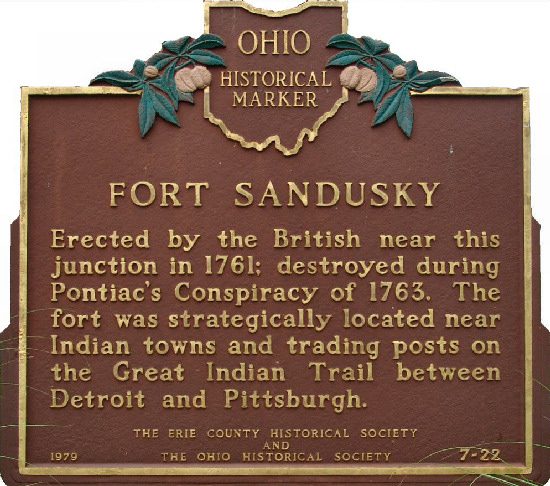 OHIO
HISTORICAL
MARKER
FORT SANDUSKY
Erected by the British near this
junction in 1761; destroyed during
Pontiac's Conspiracy of 1763. The
fort was strategically located near
Indian towns and trading posts on
the Great Indian Trail between
Detroit and Pittsburgh.
THE ERIE COUNTY HISTORICAL SOCIETY
AND
1979 THE OHIO HISTORICAL SOCIETY 7-22